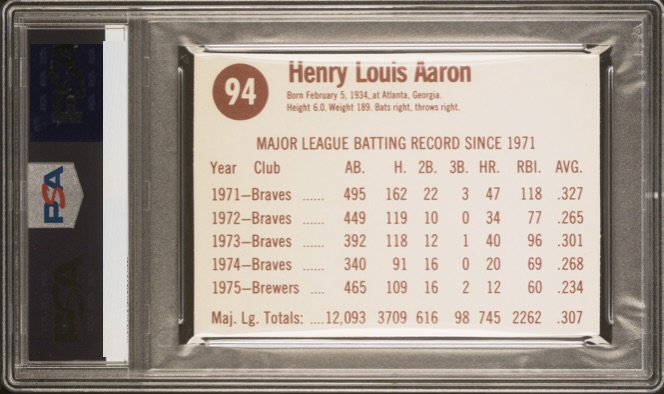 94
Henry Louis Aaron
Born February 5, 1934, at Atlanta, Georgia.
Height 6.0. Weight 189. Bats right, throws right.
MAJOR LEAGUE BATTING RECORD SINCE 1971
Year Club AB. H. 2B. 3B. HR. RBI. AVG.
1971—Braves ...... 495 162 22 3 47 118 .327
1972—Braves ...... 449 119 10 0 34 77 .265
1973—Braves ...... 392 118 12 1 40 96 .301
1974—Braves ...... 340 91 16 0 20 69 .268
1975—Brewers .... 465 109 16 2 12 60 .234
Maj. Lg. Totals: ....12,093 3709 616 98 745 2262 .307
PSA
PSA